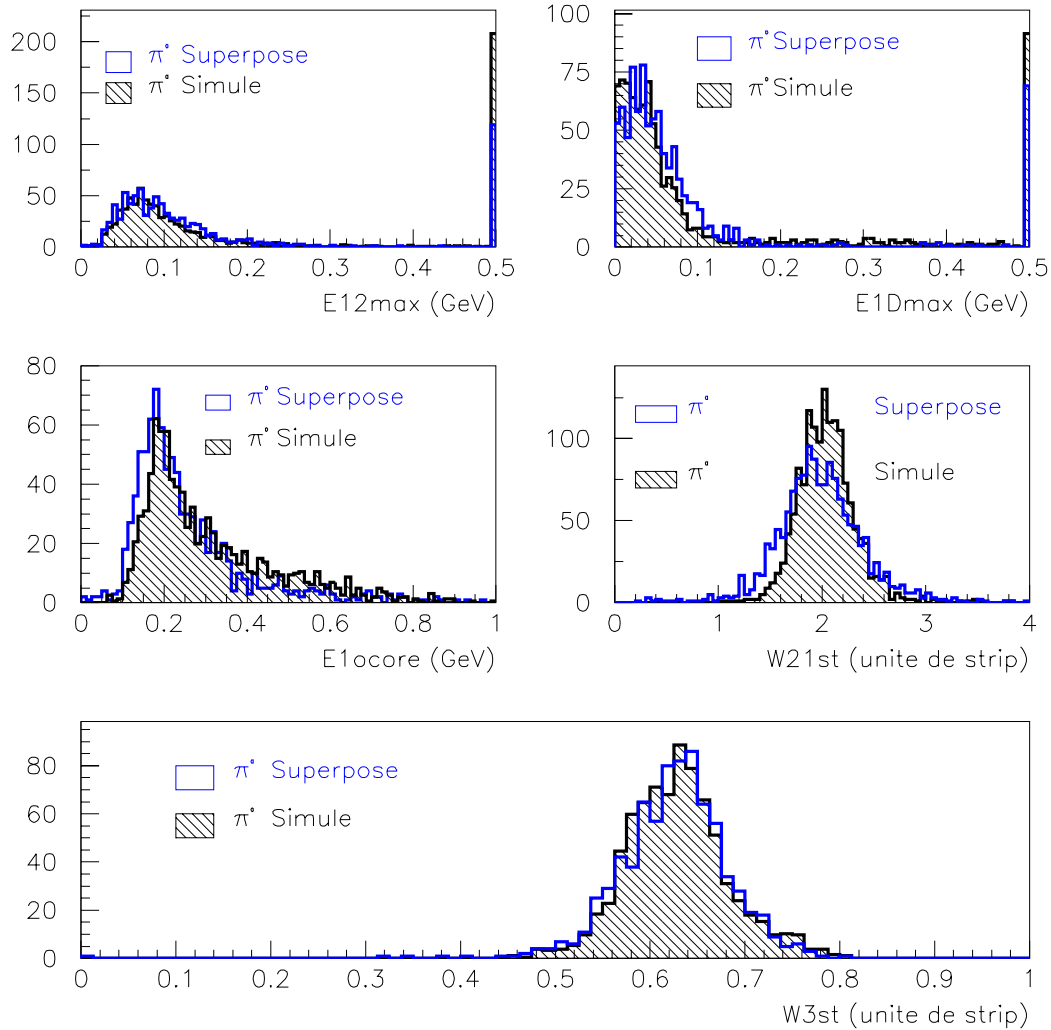 π° Superpose
π° Simule
200
150
100
50
0
0 0.1 0.2 0.3 0.4 0.5
E12max (GeV)
π° Superpose
π° Simule
100
75
50
25
0
0 0.1 0.2 0.3 0.4 0.5
E1Dmax (GeV)
π° Superpose
π° Simule
80
60
40
20
0
0 0.2 0.4 0.6 0.8 1
E1ocore (GeV)
π° Superpose
π° Simule
100
50
0
0 1 2 3 4
W21st (unite de strip)
π° Superpose
π° Simule
80
60
40
20
0
0 0.1 0.2 0.3 0.4 0.5 0.6 0.7 0.8 0.9 1
W3st (unite de strip)